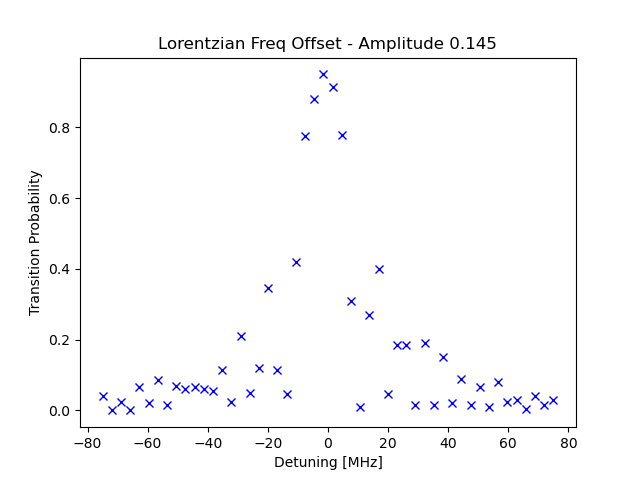 Lorentzian Freq Offset - Amplitude 0.145
Transition Probability
0.8
0.6
0.4
0.2
0.0
−80 −60 −40 −20 0 20 40 60 80
Detuning [MHz]